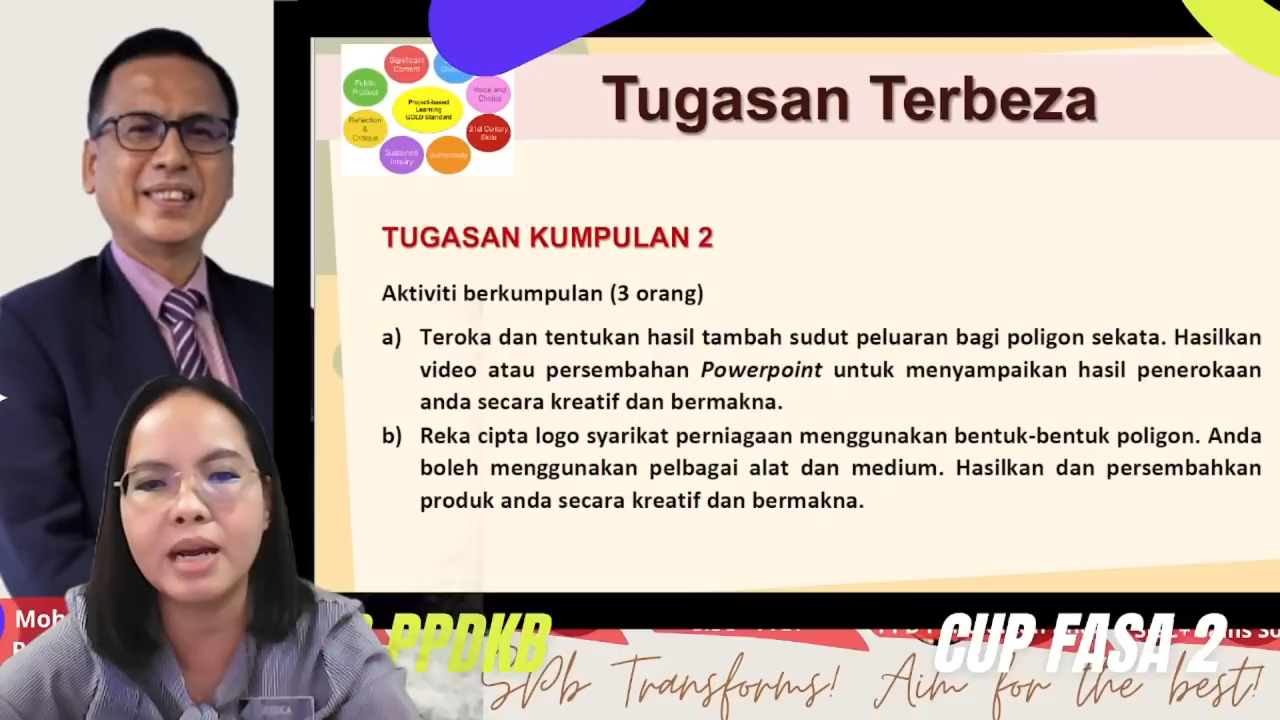 Significant
Content
Public
Product
Voice and
Choice
Project-based
Learning
GOLD Standard
Reflection
&
Critique
21st Century
Skills
Sustained
Inquiry
Authenticity
Tugasan Terbeza
TUGASAN KUMPULAN 2
Aktiviti berkumpulan (3 orang)
a) Teroka dan tentukan hasil tambah sudut peluaran bagi poligon sekata. Hasilkan
video atau persembahan Powerpoint untuk menyampaikan hasil penerokaan
anda secara kreatif dan bermakna.
b) Reka cipta logo syarikat perniagaan menggunakan bentuk-bentuk poligon. Anda
boleh menggunakan pelbagai alat dan medium. Hasilkan dan persembahkan
produk anda secara kreatif dan bermakna.
Moh
PPDKB
CUP FASA 2
SPb Transforms! Aim for the best!